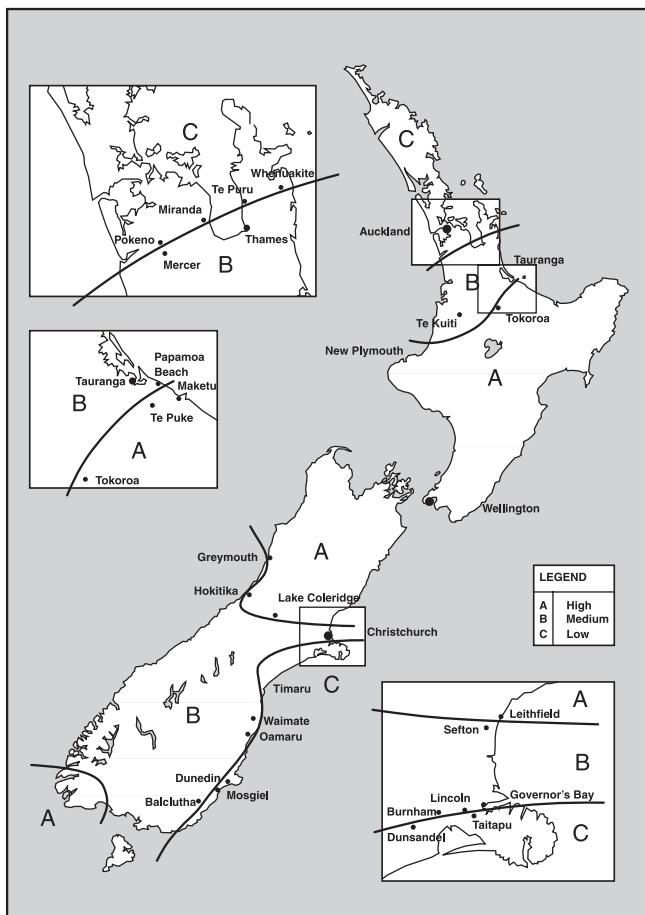 C
Whenuakite
Te Puru
Miranda
Pokeno
Thames
B
Mercer
C
Auckland
Tauranga
B
Te Kuiti
Tokoroa
New Plymouth
A
Papamoa
Beach
Tauranga
Maketu
B
Te Puke
A
Tokoroa
Wellington
A
Greymouth
Hokitika
Lake Coleridge
Christchurch
C
Timaru
B
Waimate
Oamaru
Dunedin
Mosgiel
Balclutha
A
LEGEND
A High
B Medium
C Low
A
Leithfield
Sefton
B
Governor's Bay
Lincoln
Burnham
Taitapu
Dunsandel
C